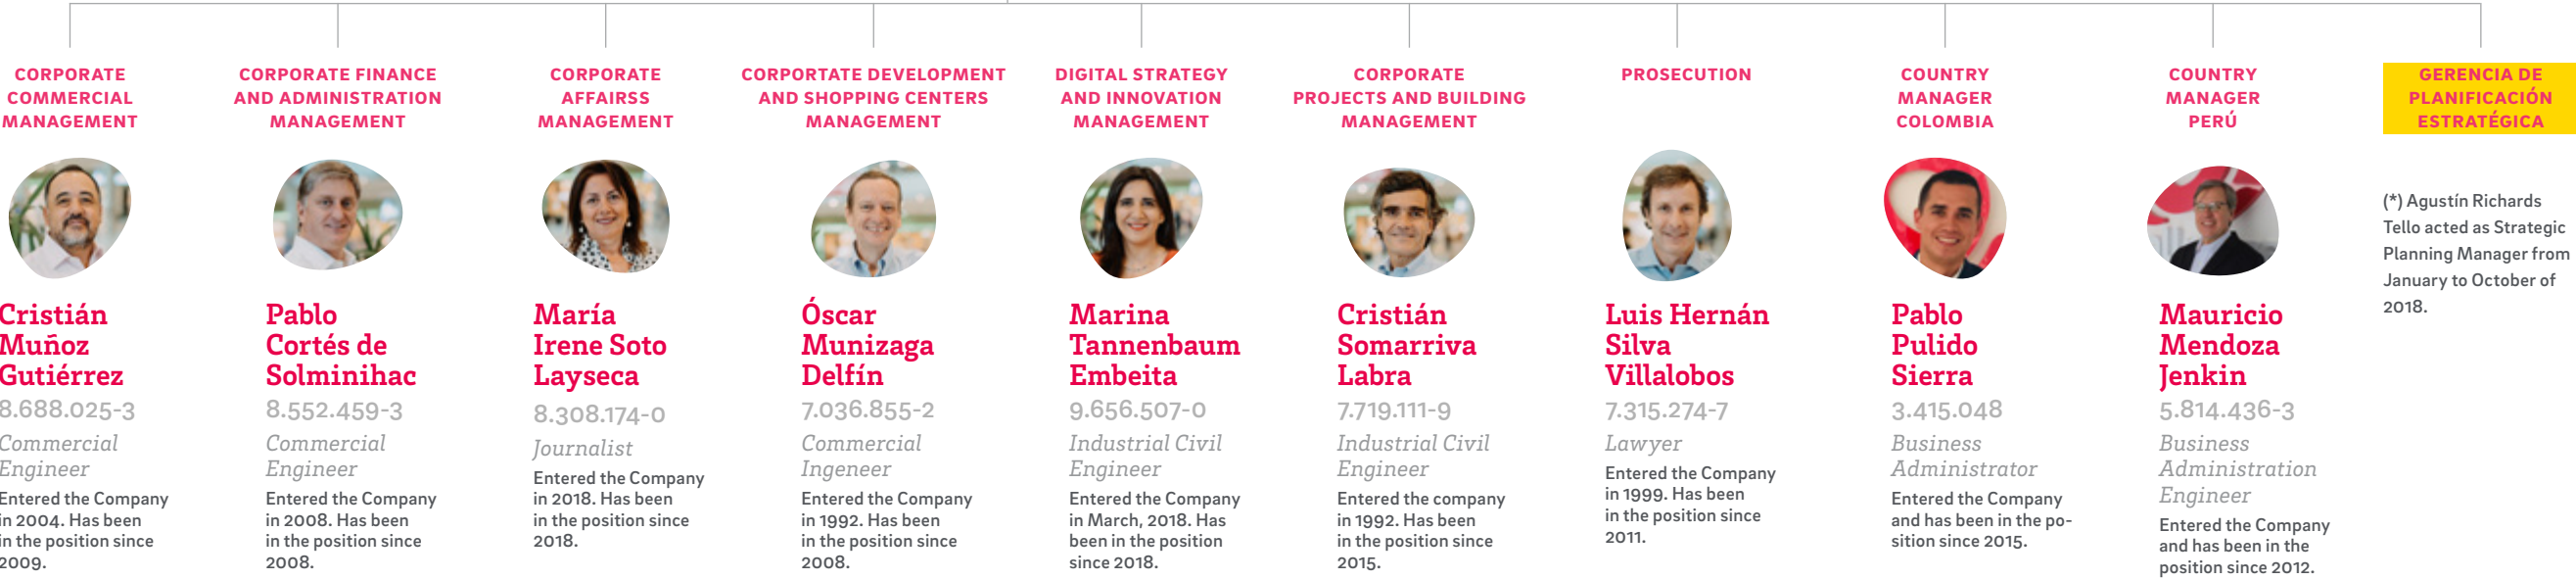 CORPORATE
COMMERCIAL
MANAGEMENT
Cristián
Muñoz
Gutiérrez
8.688.025-3
Commercial
Engineer
Entered the Company
in 2004. Has been
in the position since
2009.
CORPORATE FINANCE
AND ADMINISTRATION
MANAGEMENT
Pablo
Cortés de
Solminihac
8.552.459-3
Commercial
Engineer
Entered the Company
in 2008. Has been
in the position since
2008.
CORPORATE
AFFAIRSS
MANAGEMENT
María
Irene Soto
Layseca
8.308.174-0
Journalist
Entered the Company
in 2018. Has been
in the position since
2018.
CORPORTATE DEVELOPMENT
AND SHOPPING CENTERS
MANAGEMENT
Óscar
Munizaga
Delfín
7.036.855-2
Commercial
Ingeneer
Entered the Company
in 1992. Has been
in the position since
2008.
DIGITAL STRATEGY
AND INNOVATION
MANAGEMENT
Marina
Tannenbaum
Embeita
9.656.507-0
Industrial Civil
Engineer
Entered the Company
in March, 2018. Has
been in the position
since 2018.
CORPORATE
PROJECTS AND BUILDING
MANAGEMENT
Cristián
Somarriva
Labra
7.719.111-9
Industrial Civil
Engineer
Entered the company
in 1992. Has been
in the position since
2015.
PROSECUTION
Luis Hernán
Silva
Villalobos
7.315.274-7
Lawyer
Entered the Company
in 1999. Has been
in the position since
2011.
COUNTRY
MANAGER
COLOMBIA
Pablo
Pulido
Sierra
3.415.048
Business
Administrator
Entered the Company
and has been in the po-
sition since 2015.
COUNTRY
MANAGER
PERÚ
Mauricio
Mendoza
Jenkin
5.814.436-3
Business
Administration
Engineer
Entered the Company
and has been in the
position since 2012.
GERENCIA DE
PLANIFICACIÓN
ESTRATÉGICA
(*) Agustín Richards
Tello acted as Strategic
Planning Manager from
January to October of
2018.